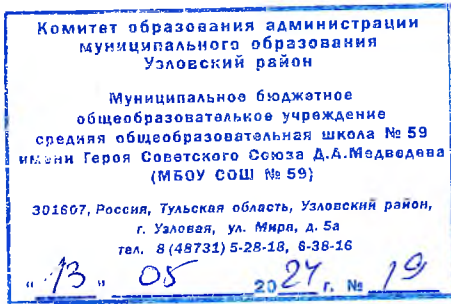 Комитет образования администрации
муниципального образования
Узловский район
Муниципальное бюджетное
общеобразовательное учреждение
средняя общеобразовательная школа № 59
имени Героя Советского Союза Д.А.Медведева
(МБОУ СОШ № 59)
301607, Россия, Тульская область, Узловский район,
г. Узловая, ул. Мира, д. 5а
тел. 8 (48731) 5-28-18, 6-38-16
"13" 05 2024 г. № 19